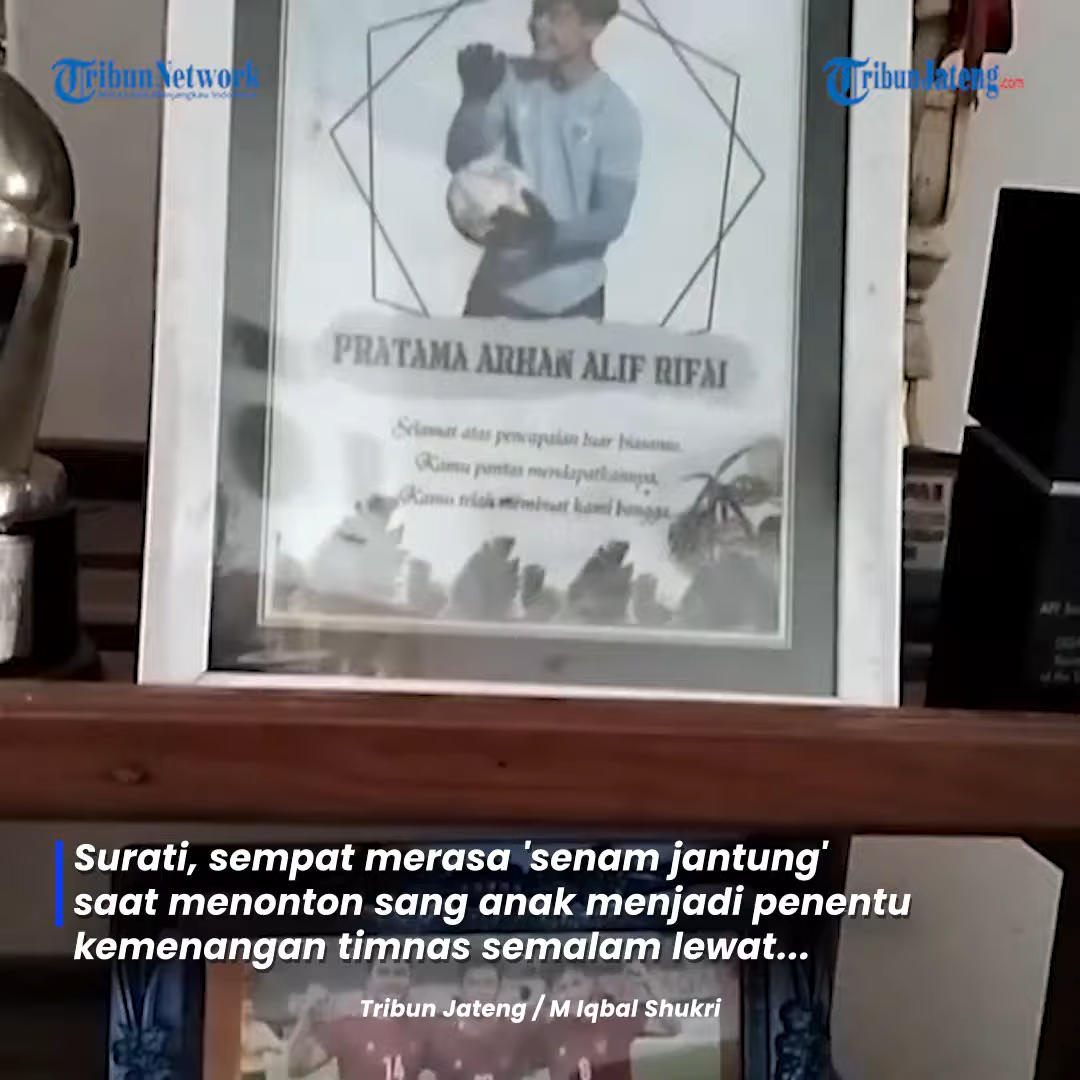 TribunNetwork
TribunJateng.com
PRATAMA ARHAN ALIF RIFAI
Selamat atas pencapaian luar biasamu.
Kamu pantas mendapatkannya,
Kamu telah membuat kami bangga
Surati, sempat merasa 'senam jantung'
saat menonton sang anak menjadi penentu
kemenangan timnas semalam lewat...
Tribun Jateng / M Iqbal Shukri
14
8